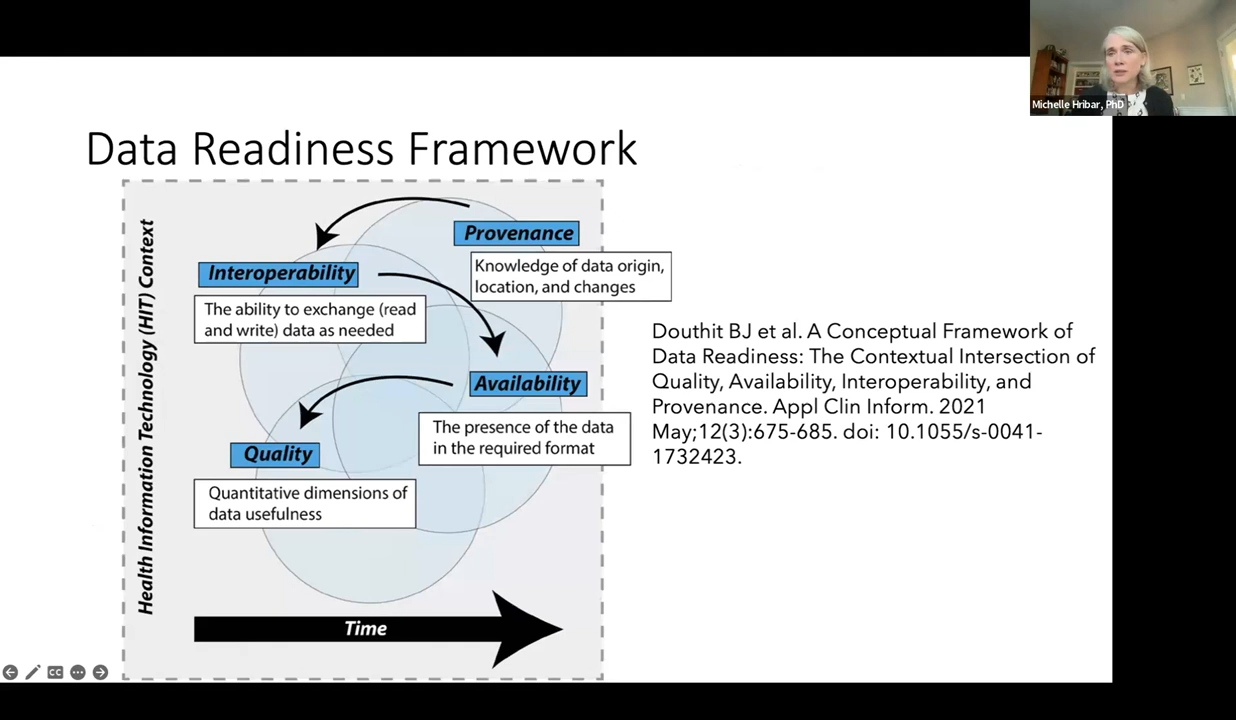 Michelle Hribar, PhD
Data Readiness Framework
Health Information Technology (HIT) Context
Provenance
Knowledge of data origin,
location, and changes
Interoperability
The ability to exchange (read
and write) data as needed
Availability
The presence of the data
in the required format
Quality
Quantitative dimensions of
data usefulness
Time
Douthit BJ et al. A Conceptual Framework of
Data Readiness: The Contextual Intersection of
Quality, Availability, Interoperability, and
Provenance. Appl Clin Inform. 2021
May;12(3):675-685. doi: 10.1055/s-0041-
1732423.
CC